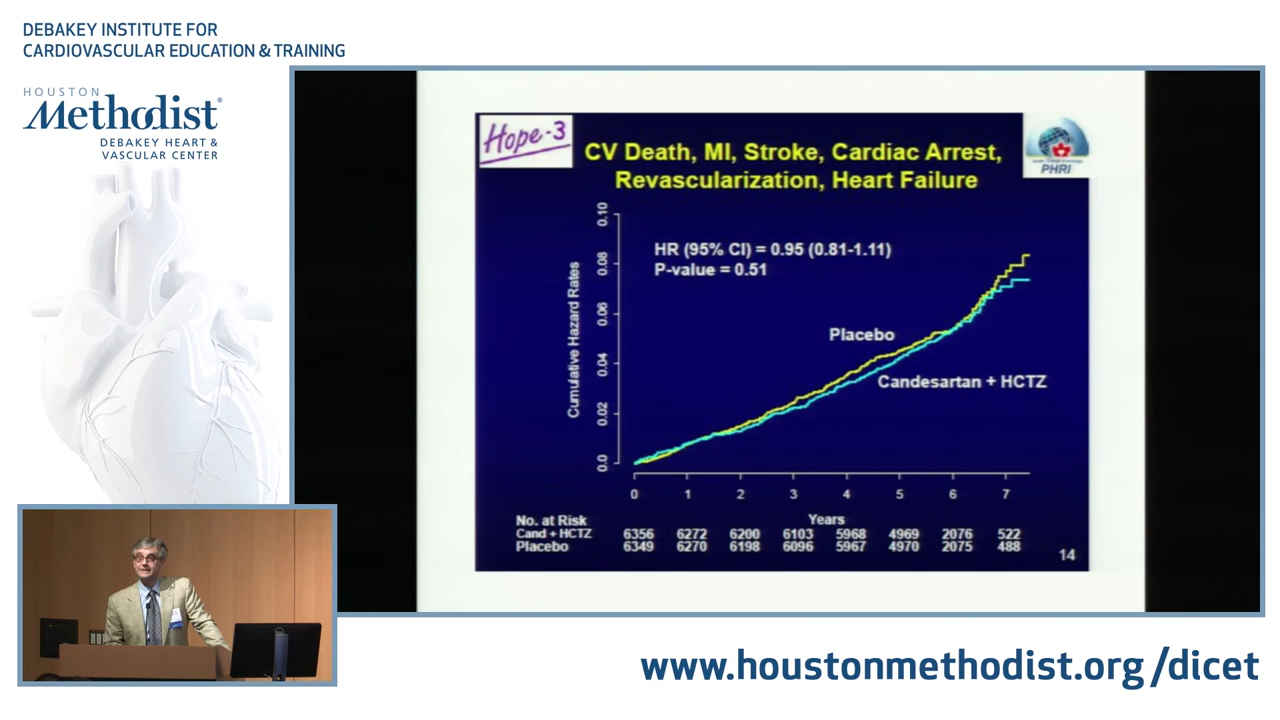 DEBAKEY INSTITUTE FOR
CARDIOVASCULAR EDUCATION & TRAINING
HOUSTON
Methodist®
DEBAKEY HEART &
VASCULAR CENTER
Hope-3
CV Death, MI, Stroke, Cardiac Arrest,
Revascularization, Heart Failure
PHRI
HR (95% CI) = 0.95 (0.81-1.11)
P-value = 0.51
Cumulative Hazard Rates
0.10
0.08
0.06
0.04
0.02
0.0
Placebo
Candesartan + HCTZ
0 1 2 3 4 5 6 7
Years
No. at Risk
Cand + HCTZ 6356 6272 6200 6103 5968 4969 2076 522
Placebo 6349 6270 6198 6096 5967 4970 2075 488
14
www.houstonmethodist.org/dicet